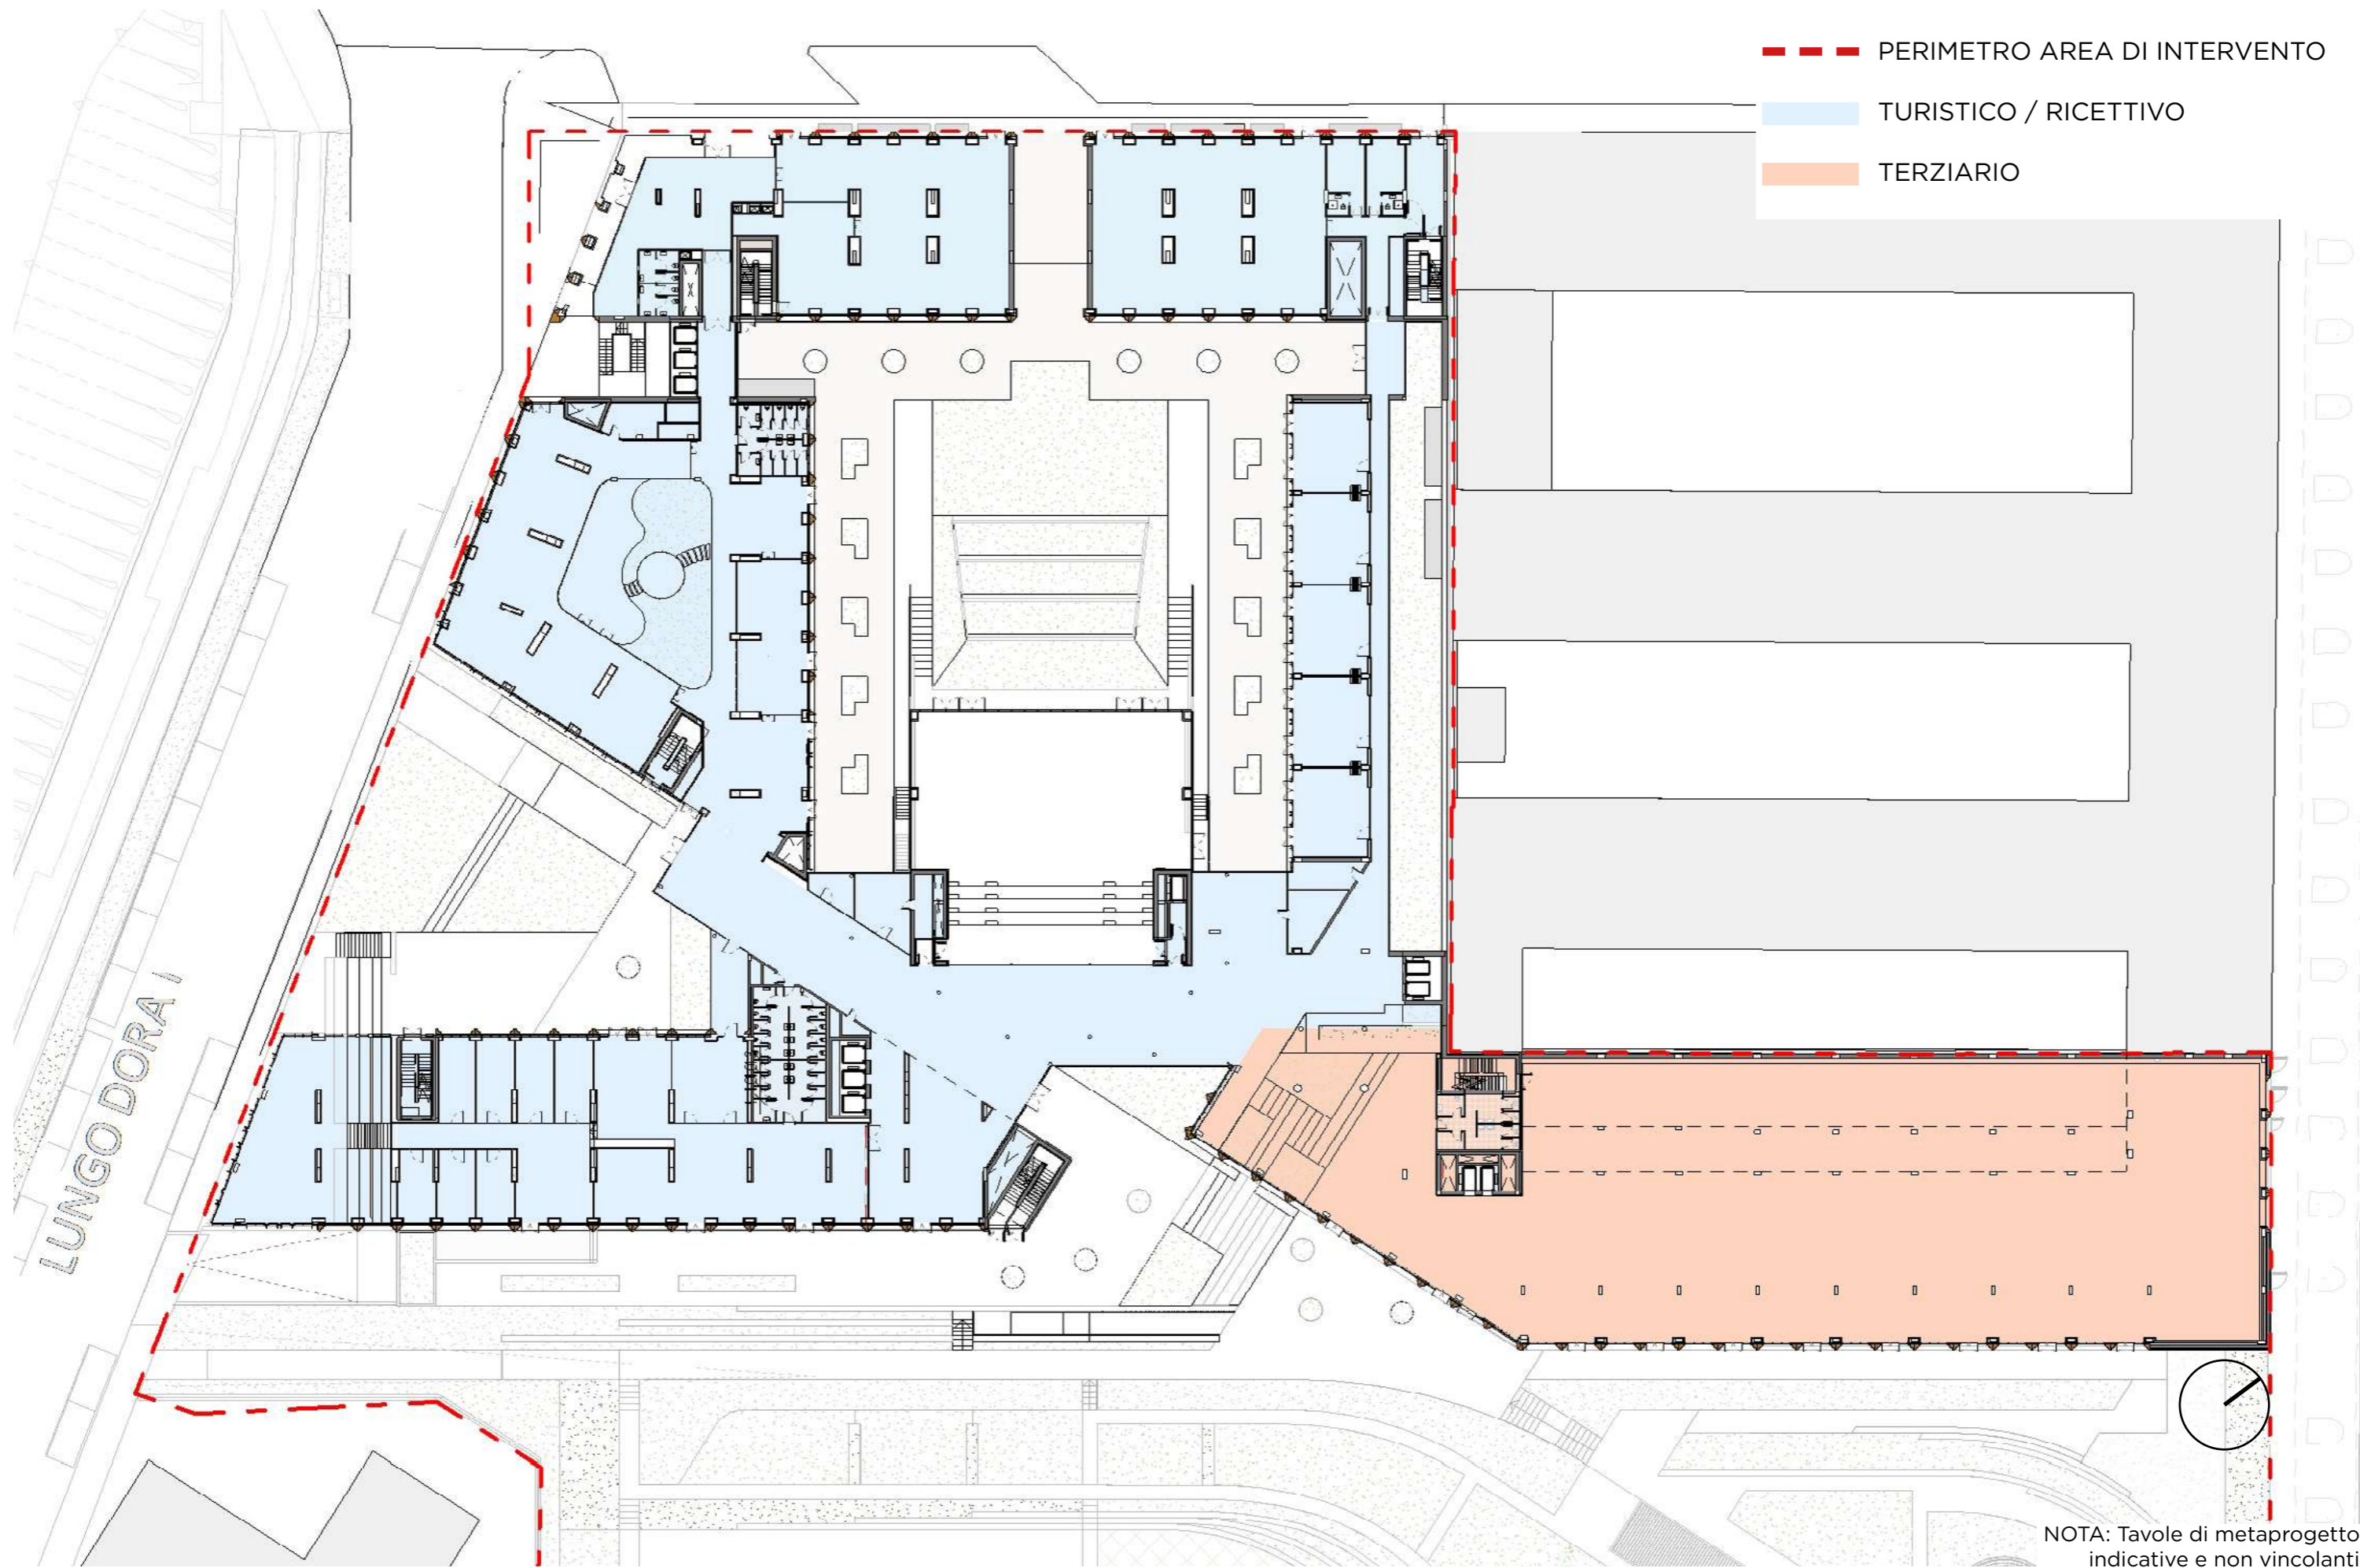 PERIMETRO AREA DI INTERVENTO
TURISTICO / RICETTIVO
TERZIARIO
LUNGO DORA I
NOTA: Tavole di metaprogetto
indicative e non vincolanti